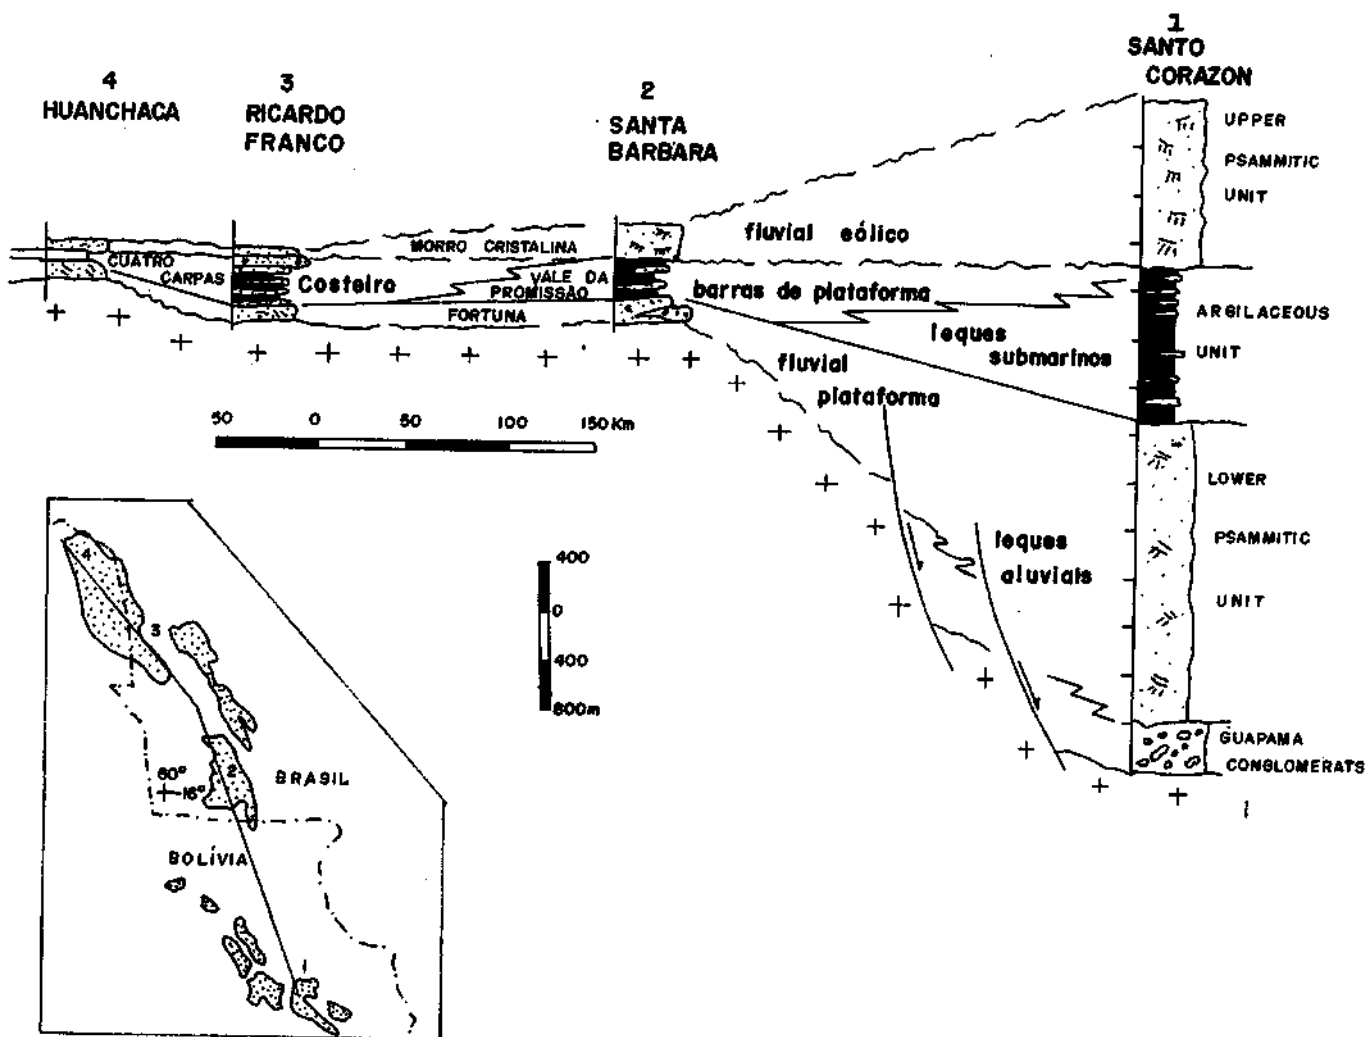 1
SANTO
CORAZON
4
HUANCHACA
3
RICARDO
FRANCO
2
SANTA
BARBARA
UPPER
PSAMMITIC
UNIT
fluvial eólico
MORRO CRISTALINA
CUATRO
CARPAS
Costeiro
VALE DA
PROMISSÃO
barras de plataforma
FORTUNA
leques
submarinos
ARGILACEOUS
UNIT
fluvial
plataforma
50 0 50 100 150 Km
LOWER
PSAMMITIC
UNIT
leques
aluviais
400
0
400
800m
GUAPAMA
CONGLOMERATS
4
3
2
60°
16°
BRASIL
BOLÍVIA
1